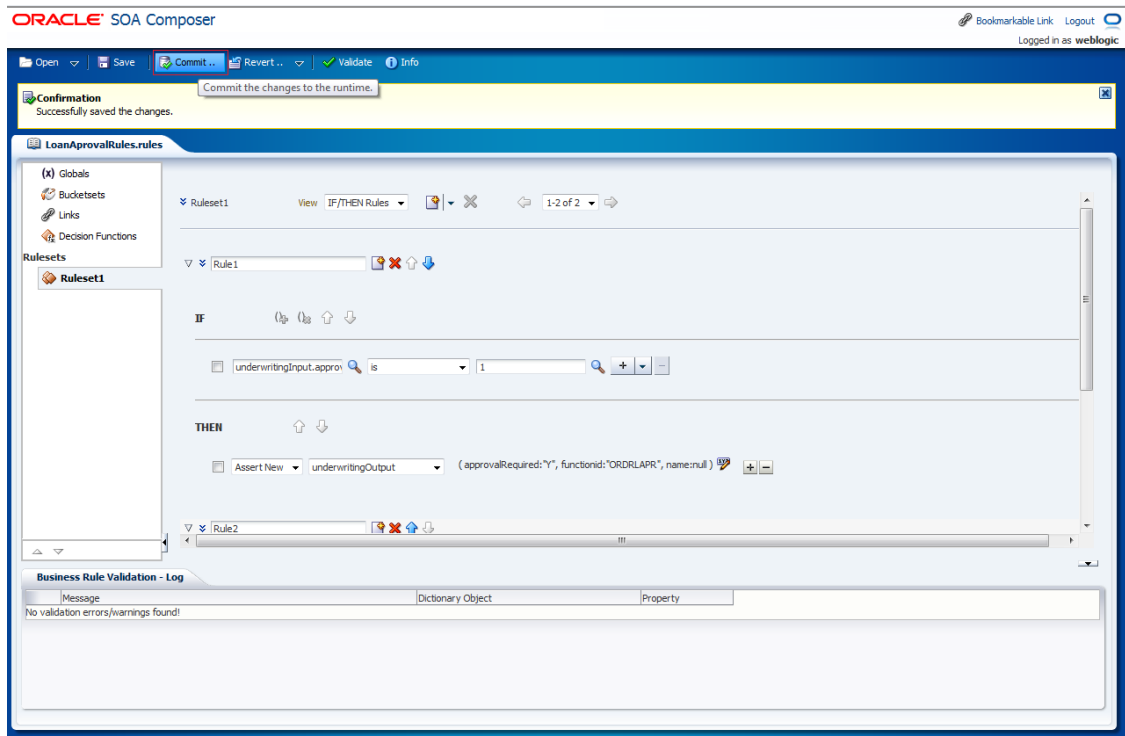 ORACLE SOA Composer
Bookmarkable Link Logout
Logged in as weblogic
Open Save Commit .. Revert .. Validate Info
Commit the changes to the runtime.
Confirmation
Successfully saved the changes.
LoanAprovalRules.rules
(x) Globals
Bucketsets
Links
Decision Functions
Rulesets
Ruleset1
Ruleset1 View IF/THEN Rules 1-2 of 2
Rule1
IF
underwritingInput.approv is 1
THEN
Assert New underwritingOutput ( approvalRequired:"Y", functionid:"ORDRLAPR", name:null )
Rule2
Business Rule Validation - Log
Message Dictionary Object Property
No validation errors/warnings found!